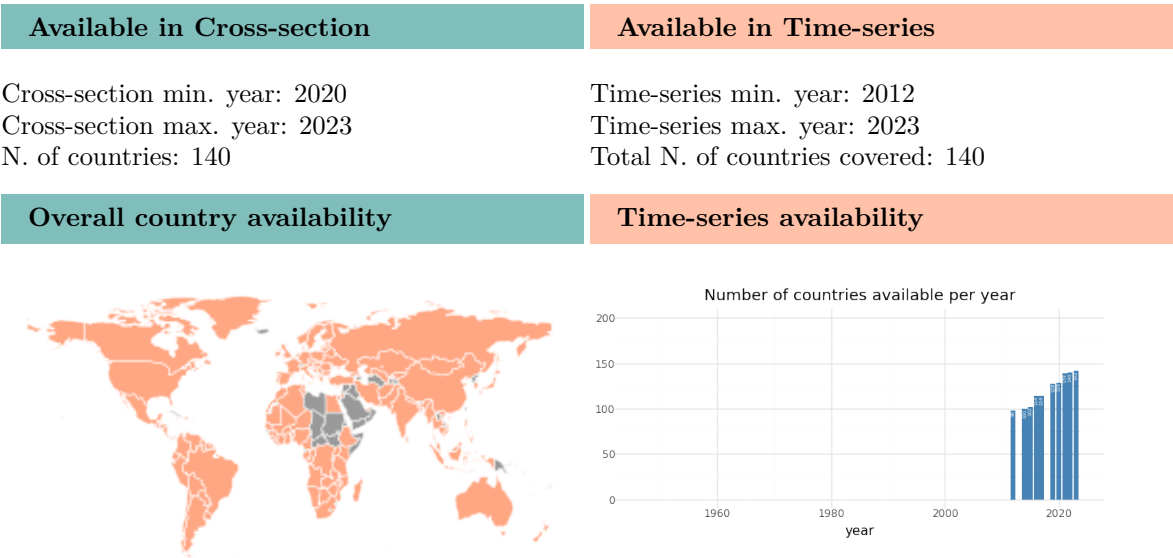 Available in Cross-section
Available in Time-series
Cross-section min. year: 2020
Cross-section max. year: 2023
N. of countries: 140
Time-series min. year: 2012
Time-series max. year: 2023
Total N. of countries covered: 140
Overall country availability
Time-series availability
Number of countries available per year
200
150
100
50
0
1960
1980
2000
2020
year